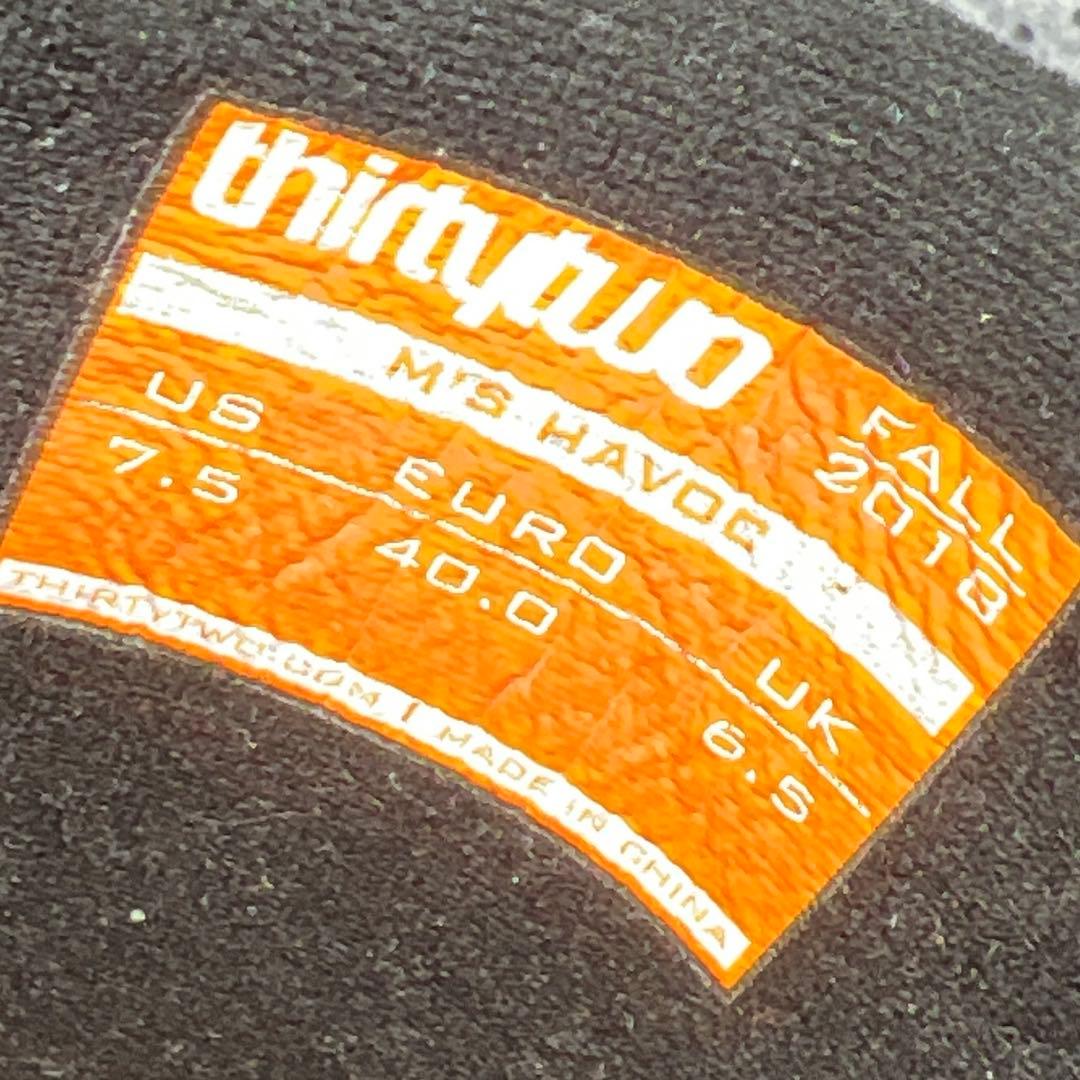 thirtytwo
M'S HAVOC
FALL
2018
US EURO UK
7.5 40.0 6.5
THIRTYTWO.COM | MADE IN CHINA